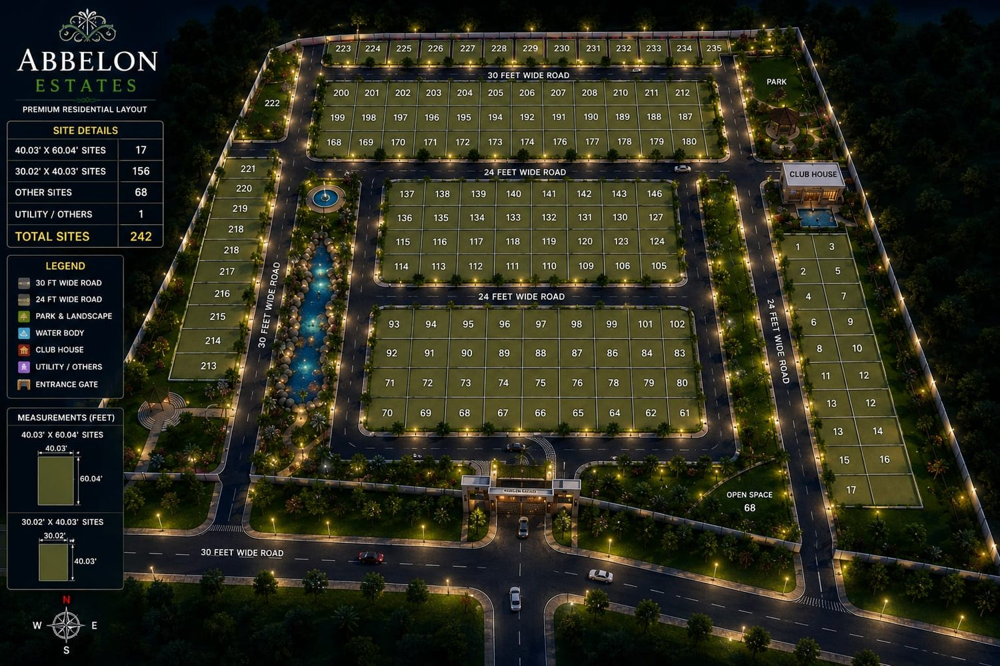 ABBELON
ESTATES
PREMIUM RESIDENTIAL LAYOUT
SITE DETAILS
40.03' X 60.04' SITES 17
30.02' X 40.03' SITES 156
OTHER SITES 68
UTILITY / OTHERS 1
TOTAL SITES 242
LEGEND
30 FT WIDE ROAD
24 FT WIDE ROAD
PARK & LANDSCAPE
WATER BODY
CLUB HOUSE
UTILITY / OTHERS
ENTRANCE GATE
MEASUREMENTS (FEET)
40.03' X 60.04' SITES
40.03'
60.04'
30.02' X 40.03' SITES
30.02'
40.03'
N
W E
S
223 224 225 226 227 228 229 230 231 232 233 234 235
30 FEET WIDE ROAD
PARK
222
200 201 202 203 204 205 206 207 208 210 211 212
199 198 197 196 195 194 192 191 190 189 188 187
168 169 170 171 172 173 174 176 177 178 179 180
24 FEET WIDE ROAD
CLUB HOUSE
221
220
219
218
218
217
216
215
214
213
30 FEET WIDE ROAD
137 138 139 140 141 142 143 146
136 135 134 133 132 131 130 127
115 116 117 118 119 120 123 124
114 113 112 111 110 109 106 105
24 FEET WIDE ROAD
93 94 95 96 97 98 99 101 102
92 91 90 89 88 87 86 84 83
71 72 73 74 75 76 78 79 80
70 69 68 67 66 65 64 62 61
24 FEET WIDE ROAD
1 3
2 5
4 7
6 9
8 10
11 12
13 12
13 14
15 16
17
OPEN SPACE
68
30 FEET WIDE ROAD